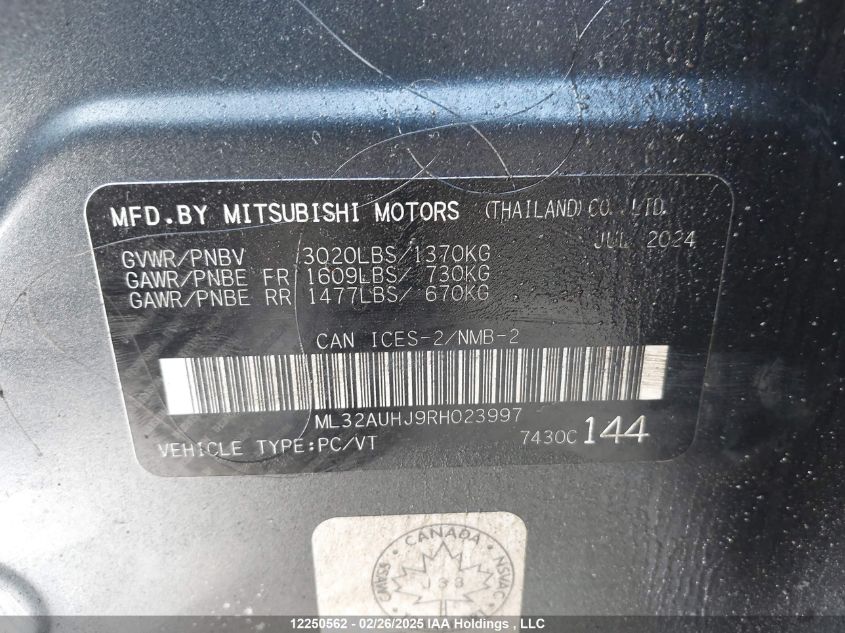 MFD.BY MITSUBISHI MOTORS (THAILAND) CO.,LTD.
JUL 2024
GVWR/PNBV 3020LBS/1370KG
GAWR/PNBE FR 1609LBS/ 730KG
GAWR/PNBE RR 1477LBS/ 670KG
CAN ICES-2/NMB-2
ML32AUHJ9RH023997
VEHICLE TYPE:PC/VT 7430C 144
CANADA
NSVAC
12250562 - 02/26/2025 IAA Holdings , LLC